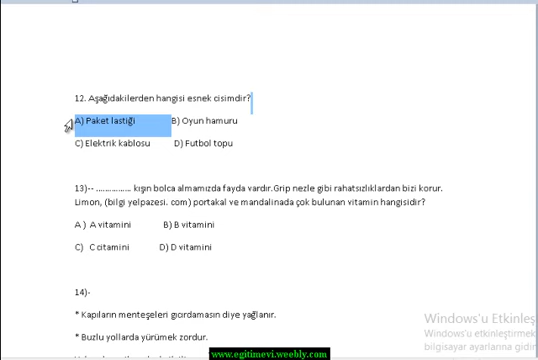 12. Aşağıdakilerden hangisi esnek cisimdir?
A) Paket lastiği B) Oyun hamuru
C) Elektrik kablosu D) Futbol topu
13)-- ............... kışın bolca almamızda fayda vardır.Grip nezle gibi rahatsızlıklardan bizi korur.
Limon, (bilgi yelpazesi. com) portakal ve mandalinada çok bulunan vitamin hangisidir?
A ) A vitamini B) B vitamini
C) C citamini D) D vitamini
14)-
* Kapıların menteşeleri gıcırdamasın diye yağlanır.
* Buzlu yollarda yürümek zordur.
Windows'u Etkinleş
Windows'u etkinleştirmek
bilgisayar ayarlarına gidin
www.egitimevi.weebly.com